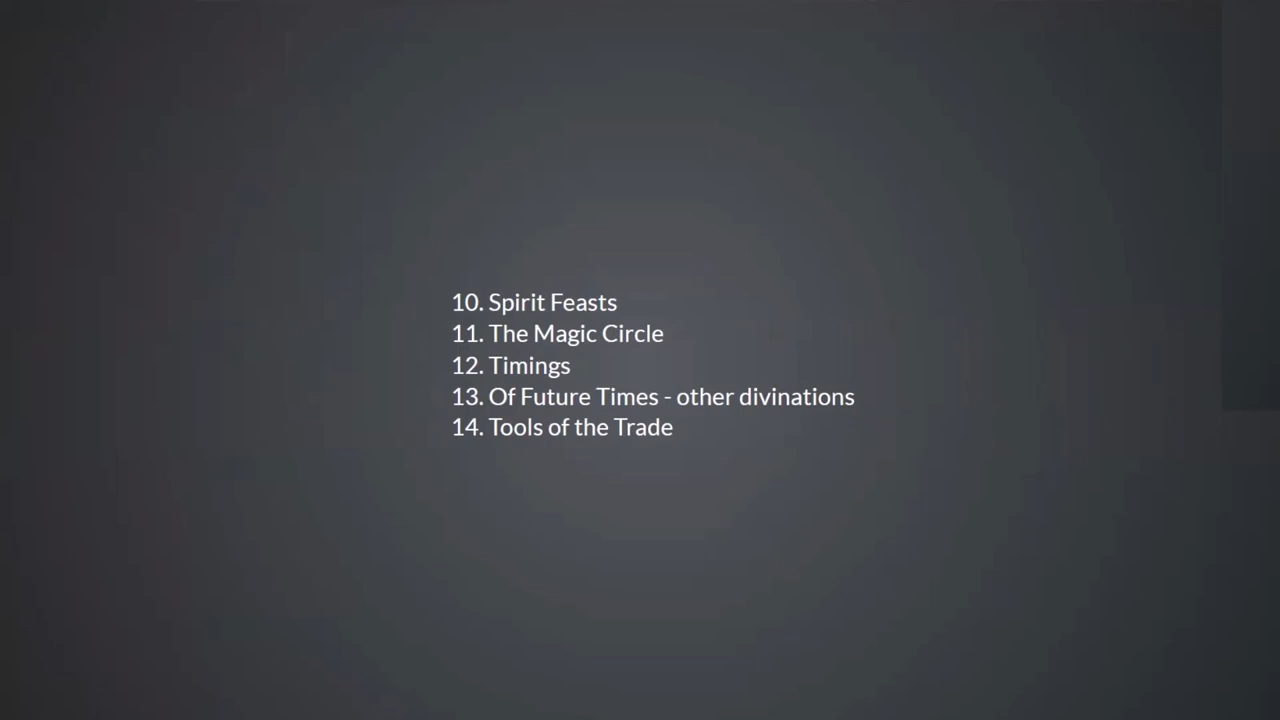 10. Spirit Feasts
11. The Magic Circle
12. Timings
13. Of Future Times - other divinations
14. Tools of the Trade